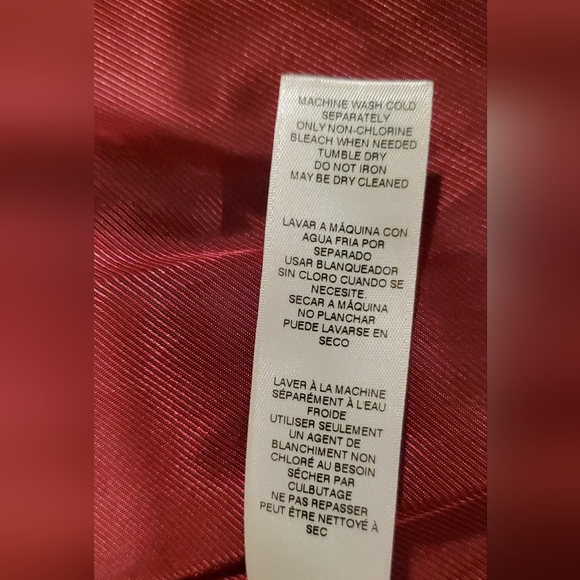 MACHINE WASH COLD
SEPARATELY
ONLY NON-CHLORINE
BLEACH WHEN NEEDED
TUMBLE DRY
DO NOT IRON
MAY BE DRY CLEANED
LAVAR A MÁQUINA CON
AGUA FRIA POR
SEPARADO
USAR BLANQUEADOR
SIN CLORO CUANDO SE
NECESITE.
SECAR A MÁQUINA
NO PLANCHAR
PUEDE LAVARSE EN
SECO
LAVER À LA MACHINE
SÉPARÉMENT À L'EAU
FROIDE
UTILISER SEULEMENT
UN AGENT DE
BLANCHIMENT NON
CHLORÉ AU BESOIN
SÉCHER PAR
CULBUTAGE
NE PAS REPASSER
PEUT ÊTRE NETTOYÉ À
SEC